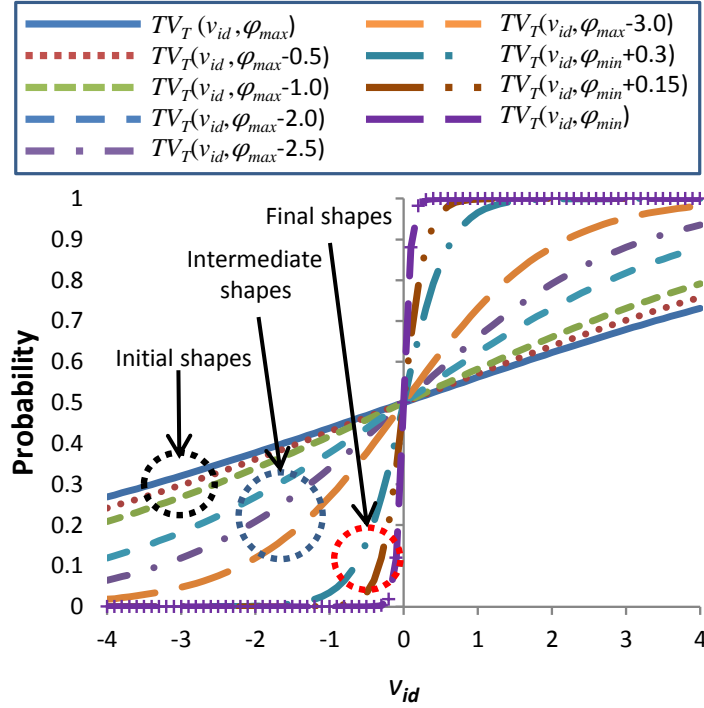 TV_T(v_id,φ_max)
TV_T(v_id,φ_max-0.5)
TV_T(v_id,φ_max-1.0)
TV_T(v_id,φ_max-2.0)
TV_T(v_id,φ_max-2.5)
TV_T(v_id,φ_max-3.0)
TV_T(v_id,φ_min+0.3)
TV_T(v_id,φ_min+0.15)
TV_T(v_id,φ_min)
Final shapes
Intermediate
shapes
Initial shapes
Probability
1
0.9
0.8
0.7
0.6
0.5
0.4
0.3
0.2
0.1
0
-4
-3
-2
-1
0
1
2
3
4
v_id